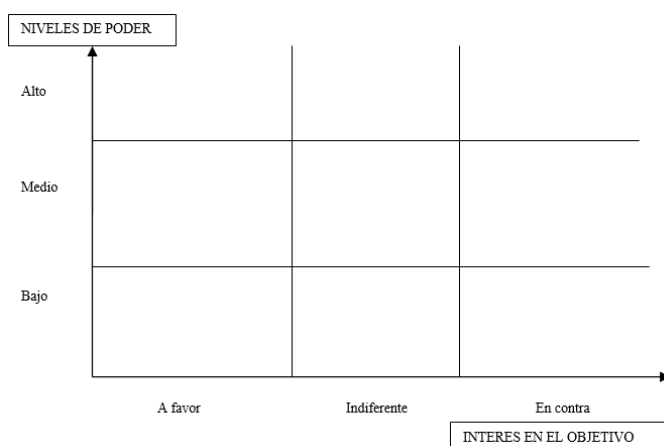 NIVELES DE PODER
Alto
Medio
Bajo
A favor
Indiferente
En contra
INTERES EN EL OBJETIVO